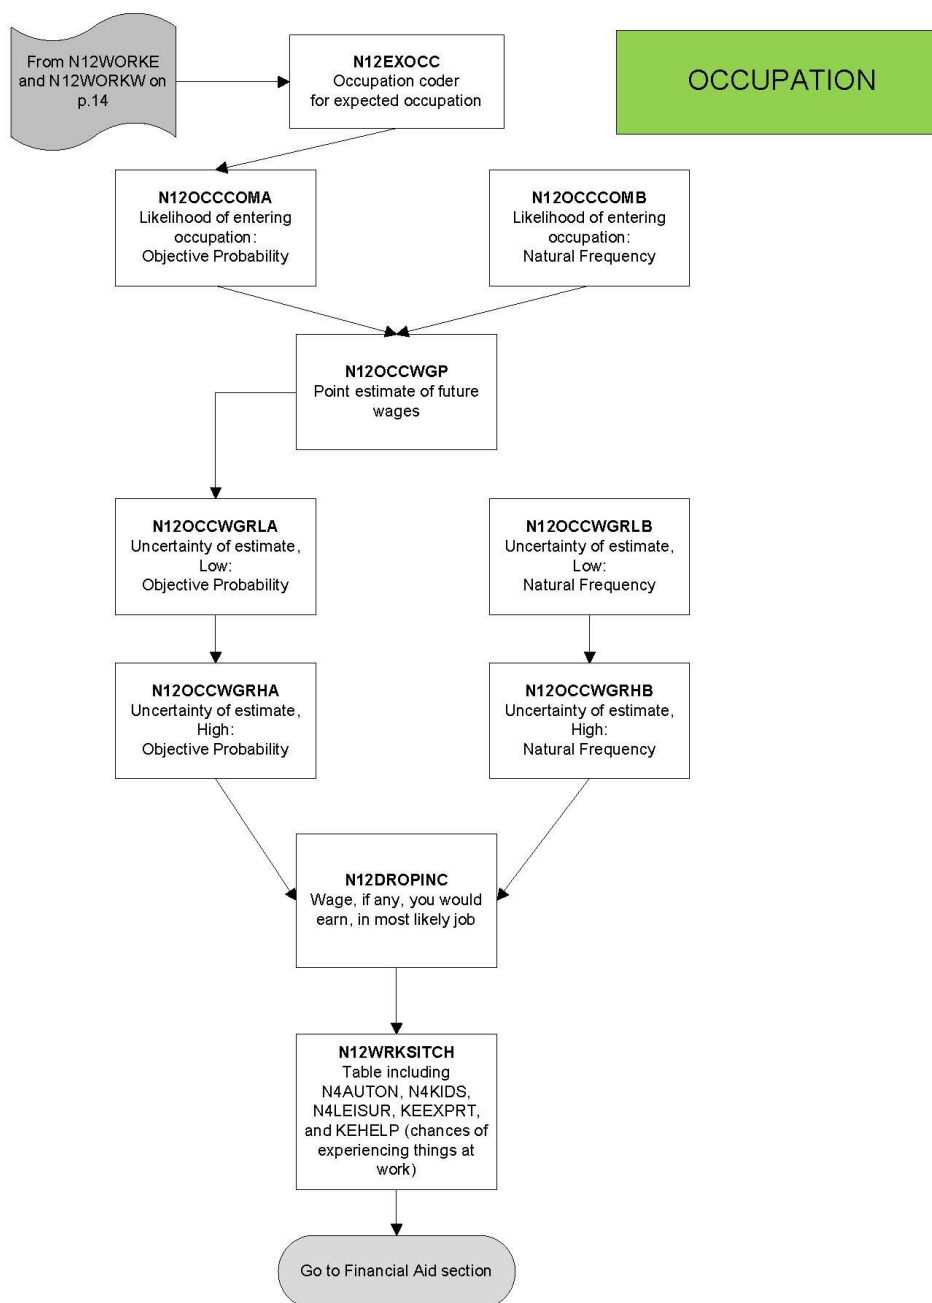 From N12WORKE
and N12WORKW on
p.14
N12EXOCC
Occupation coder
for expected occupation
OCCUPATION
N12OCCCOMA
Likelihood of entering
occupation:
Objective Probability
N12OCCCOMB
Likelihood of entering
occupation:
Natural Frequency
N12OCCWGP
Point estimate of future
wages
N12OCCWGRLA
Uncertainty of estimate,
Low:
Objective Probability
N12OCCWGRLB
Uncertainty of estimate,
Low:
Natural Frequency
N12OCCWGRHA
Uncertainty of estimate,
High:
Objective Probability
N12OCCWGRHB
Uncertainty of estimate,
High:
Natural Frequency
N12DROPINC
Wage, if any, you would
earn, in most likely job
N12WRKSITCH
Table including
N4AUTON, N4KIDS,
N4LEISUR, KEEXPRT,
and KEHELP (chances of
experiencing things at
work)
Go to Financial Aid section